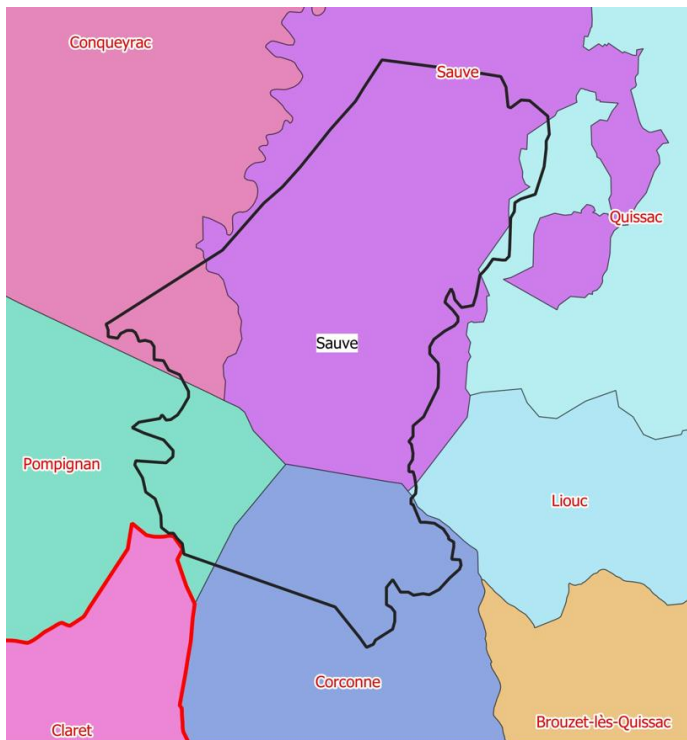 Conqueyrac
Sauve
Quissac
Sauve
Pompignan
Liouc
Corconne
Brouzet-lès-Quissac
Claret